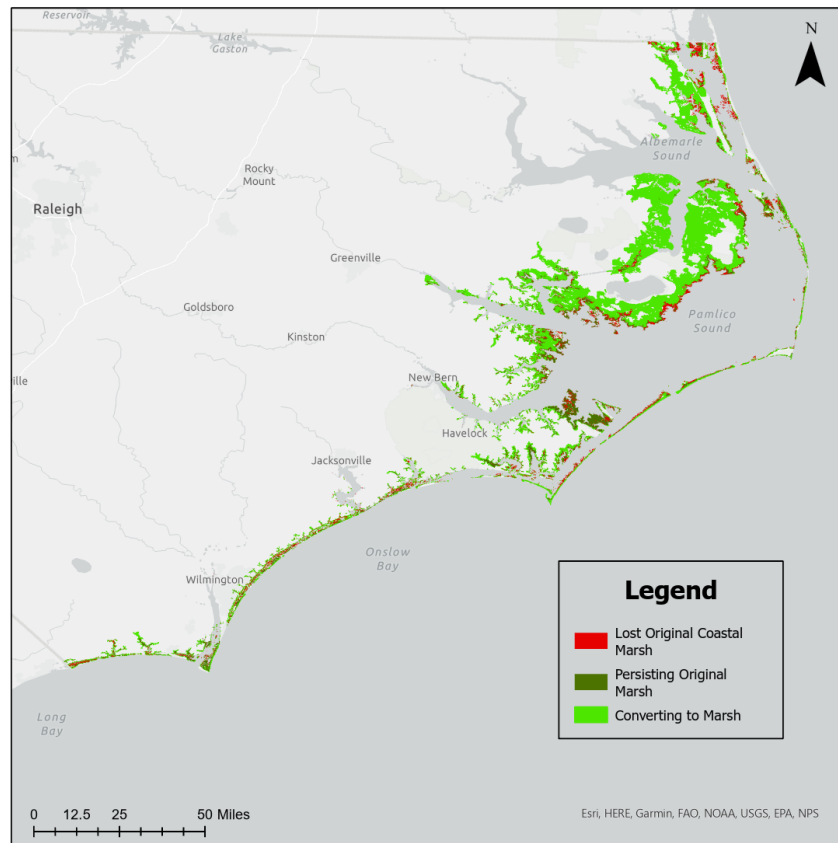 Reservoir
Lake
Gaston
N
Albemarle
Sound
Rocky
Mount
Raleigh
Greenville
Goldsboro
Pamlico
Sound
Kinston
ville
New Bern
Havelock
Jacksonville
Onslow
Bay
Wilmington
Legend
Lost Original Coastal
Marsh
Persisting Original
Marsh
Converting to Marsh
Long
Bay
0 12.5 25 50 Miles
Esri, HERE, Garmin, FAO, NOAA, USGS, EPA, NPS